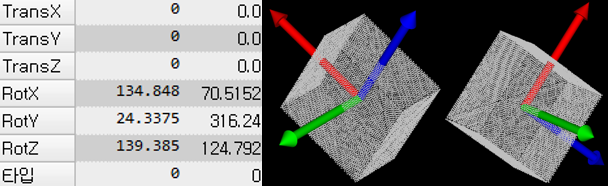 TransX 0 0.0
TransY 0 0.0
TransZ 0 0.0
RotX 134.848 70.5152
RotY 24.3375 316.24
RotZ 139.385 124.792
타입 0 0